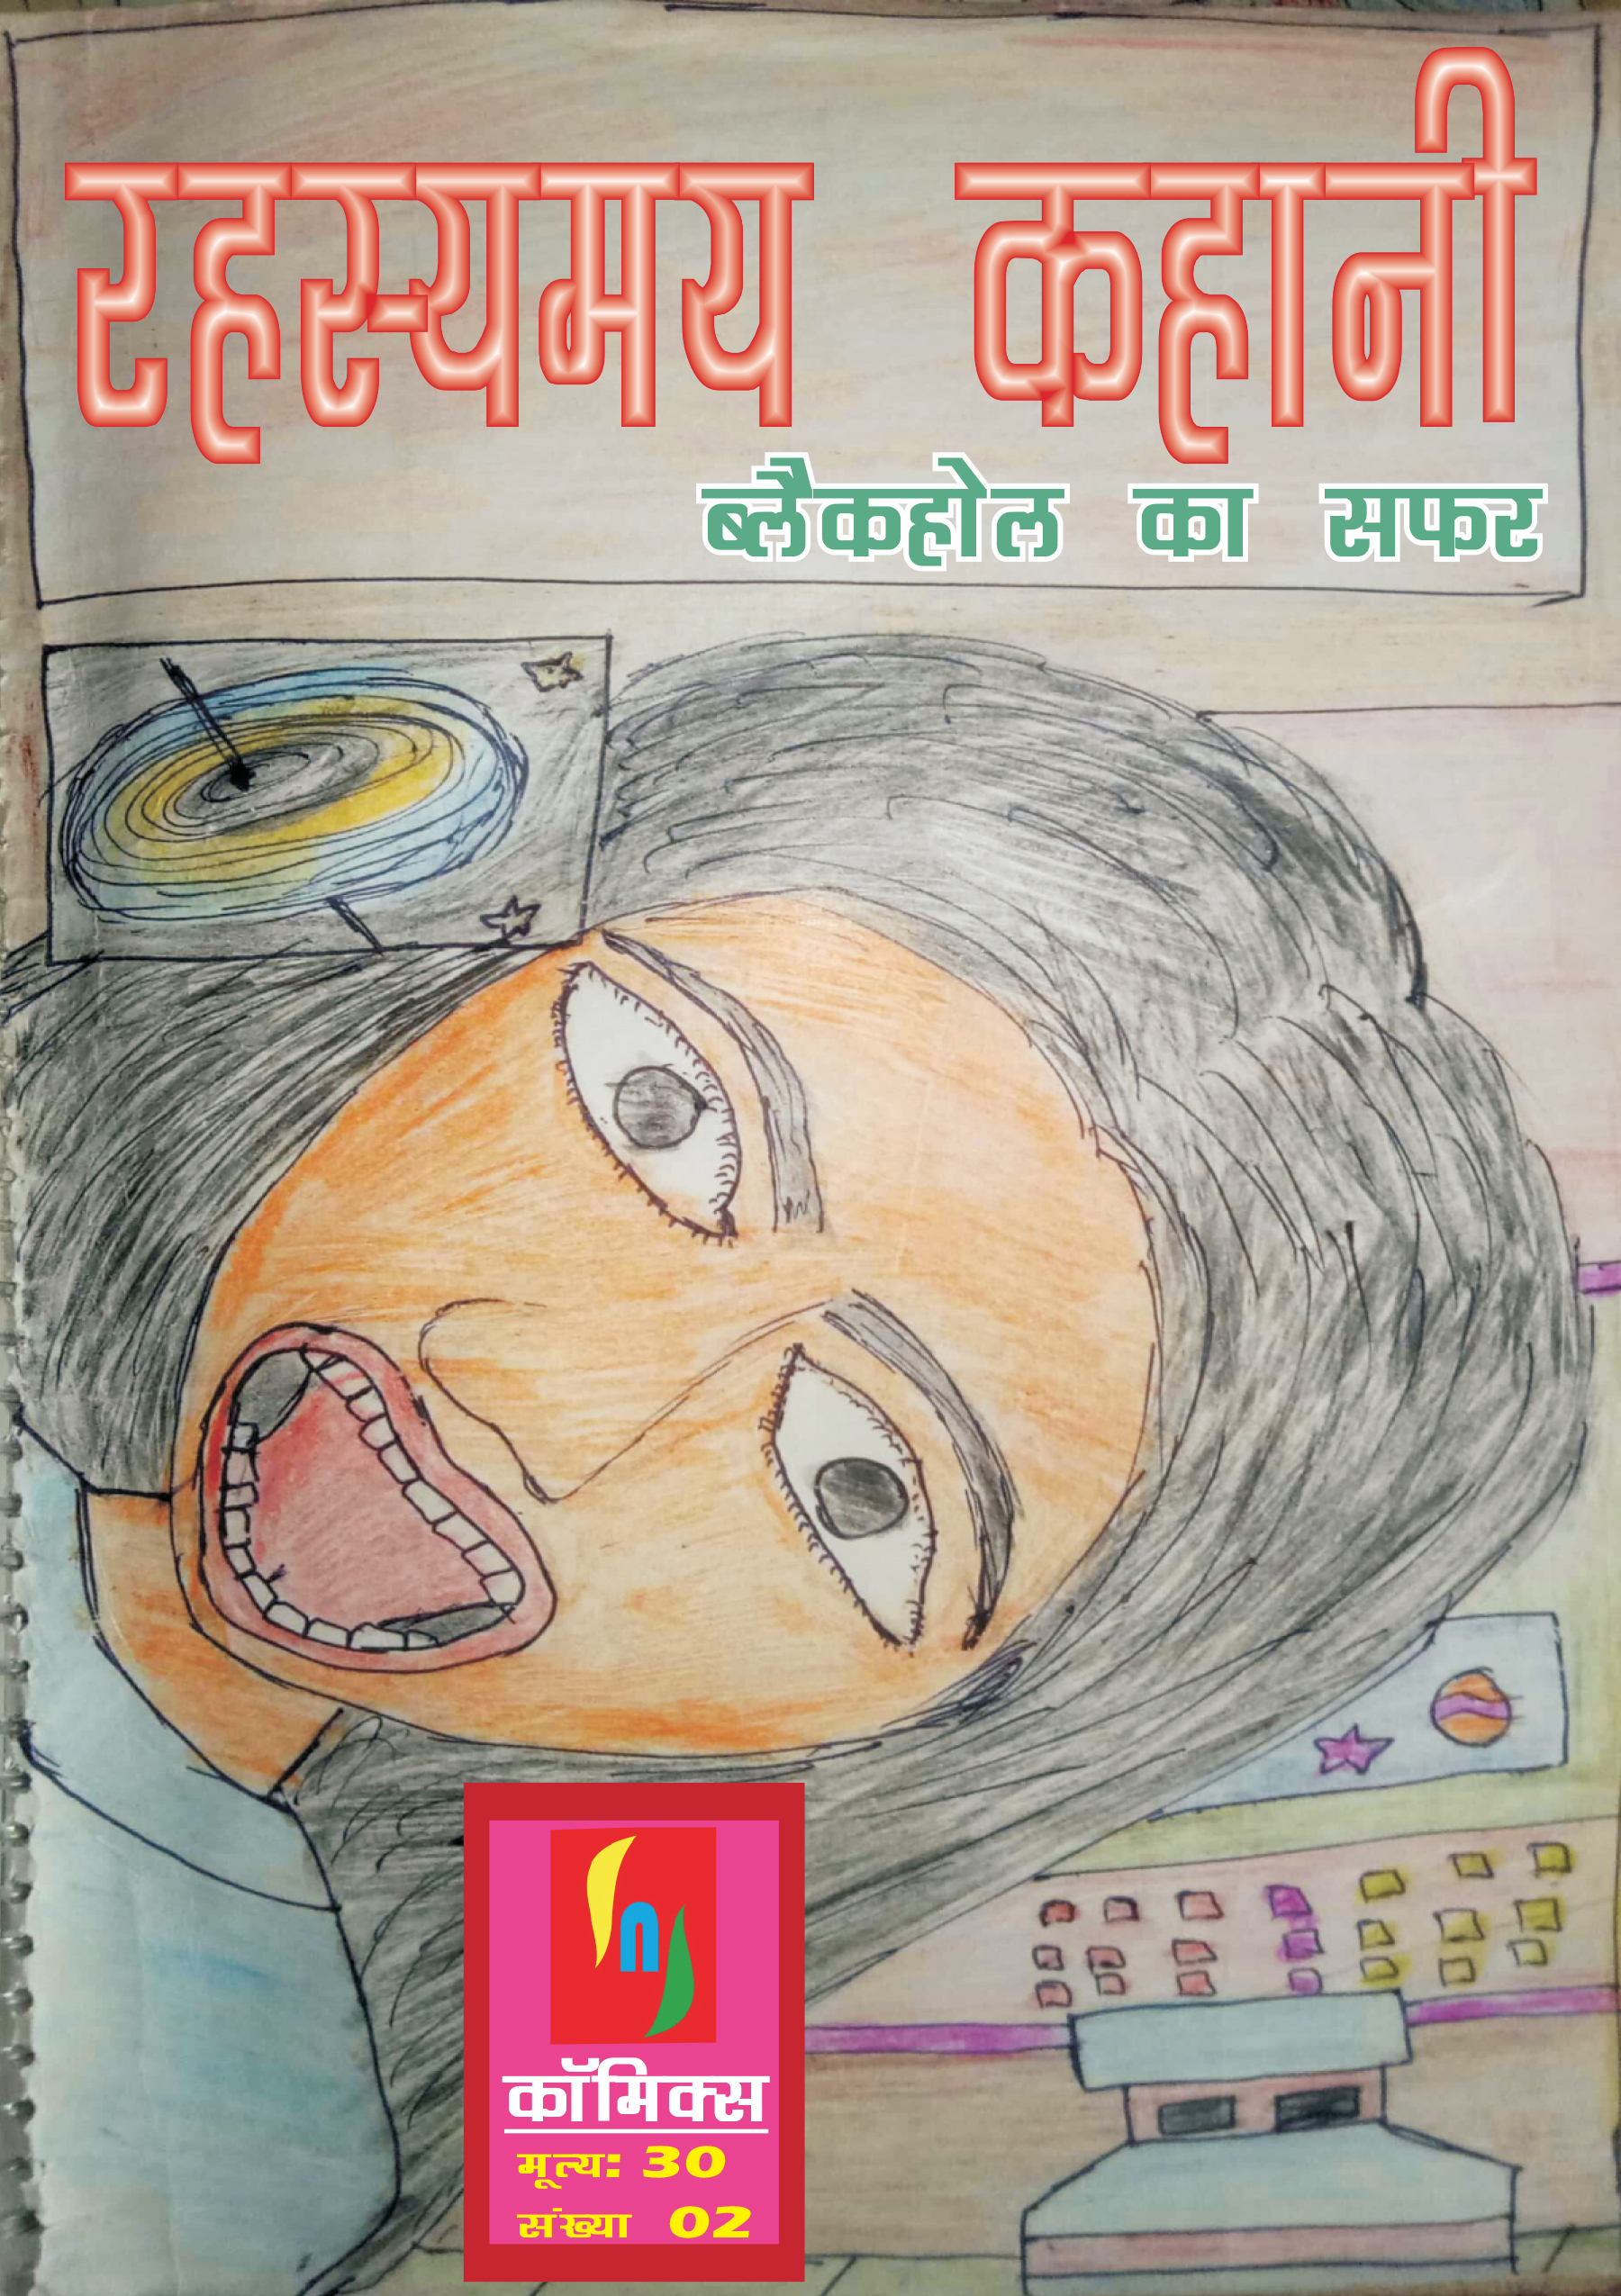 रहस्यमय कहानी
ब्लैकहोल का सफर
n
कॉमिक्स
मूल्य: 30
संख्या 02